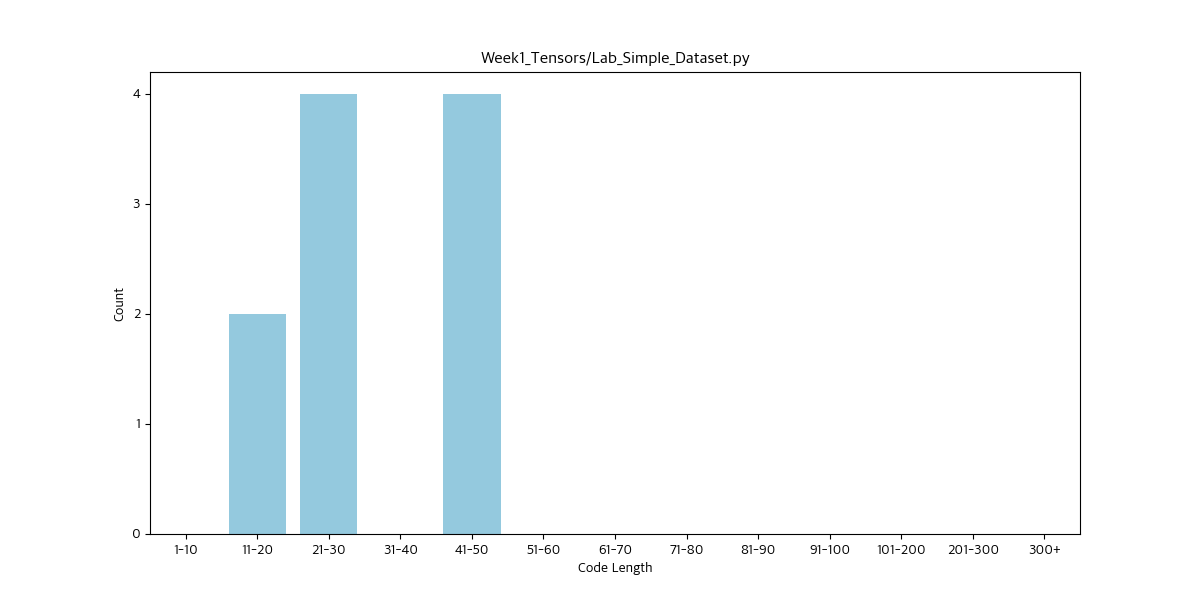 Week1_Tensors/Lab_Simple_Dataset.py
4
3
2
1
0
Count
1-10 11-20 21-30 31-40 41-50 51-60 61-70 71-80 81-90 91-100 101-200 201-300 300+
Code Length